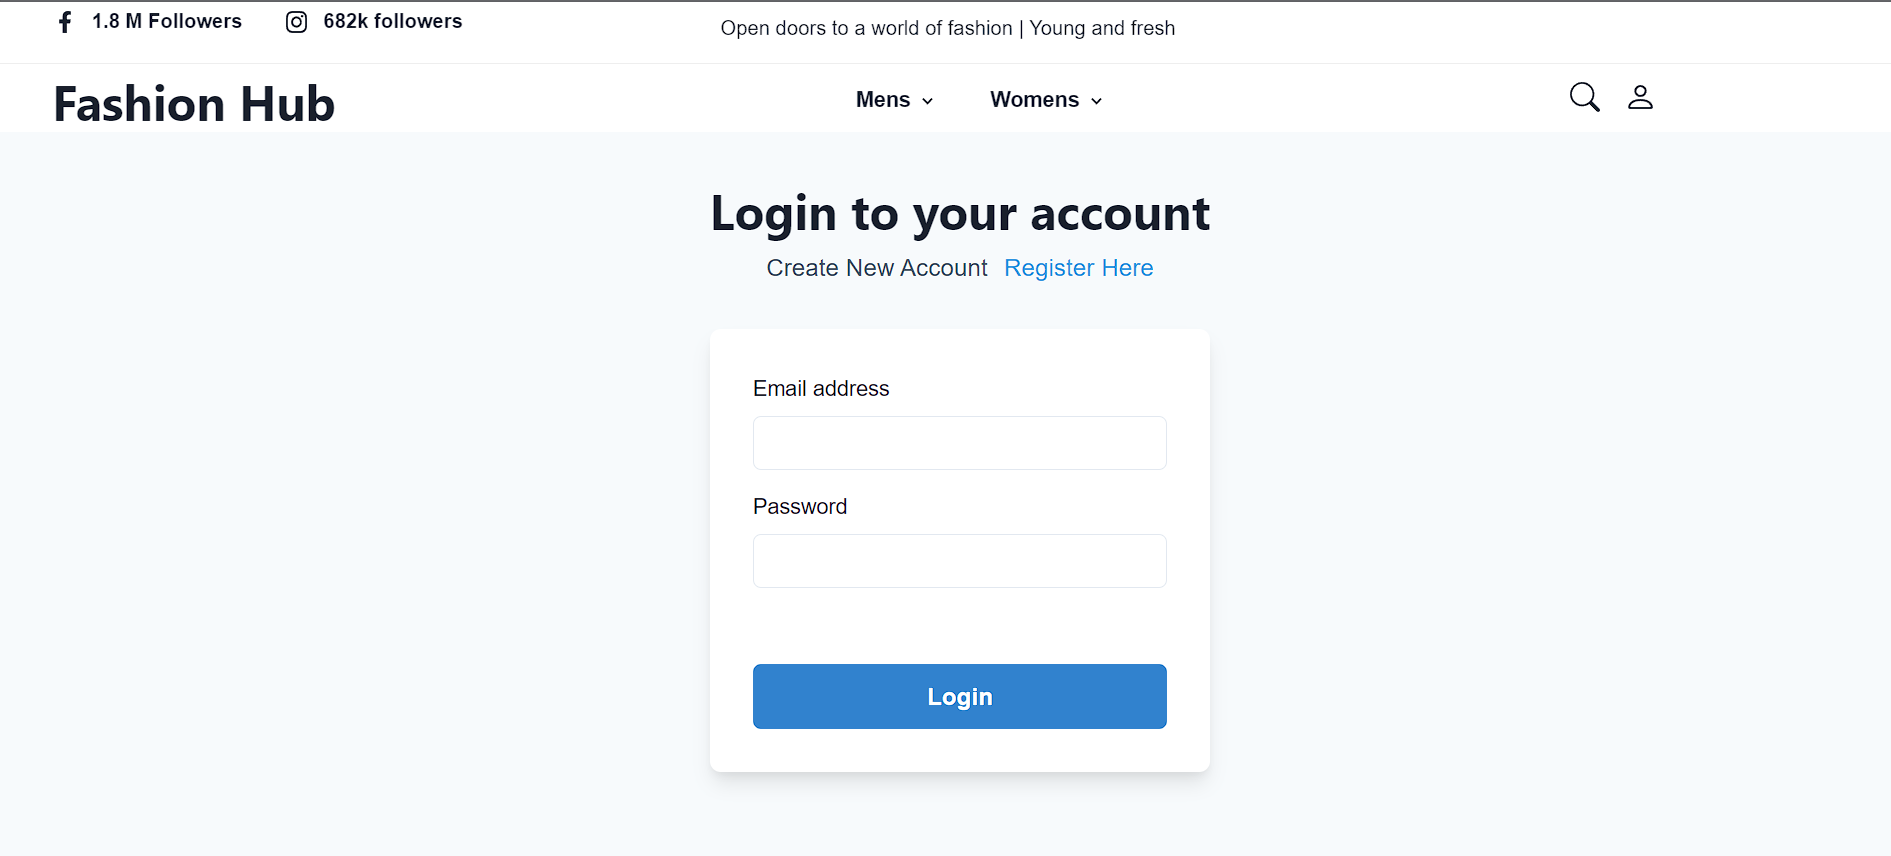 1.8 M Followers 682k followers
Open doors to a world of fashion | Young and fresh
Fashion Hub Mens Womens
Login to your account
Create New Account Register Here
Email address
Password
Login